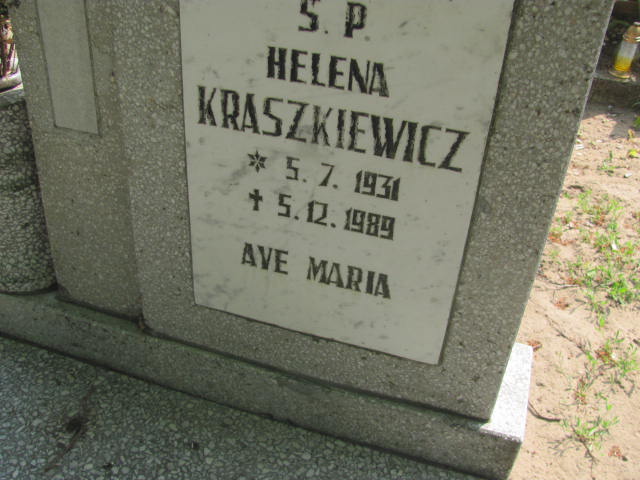 Ś. P
HELENA
KRASZKIEWICZ
* 5. 7. 1931
✝ 5. 12. 1989
AVE MARIA